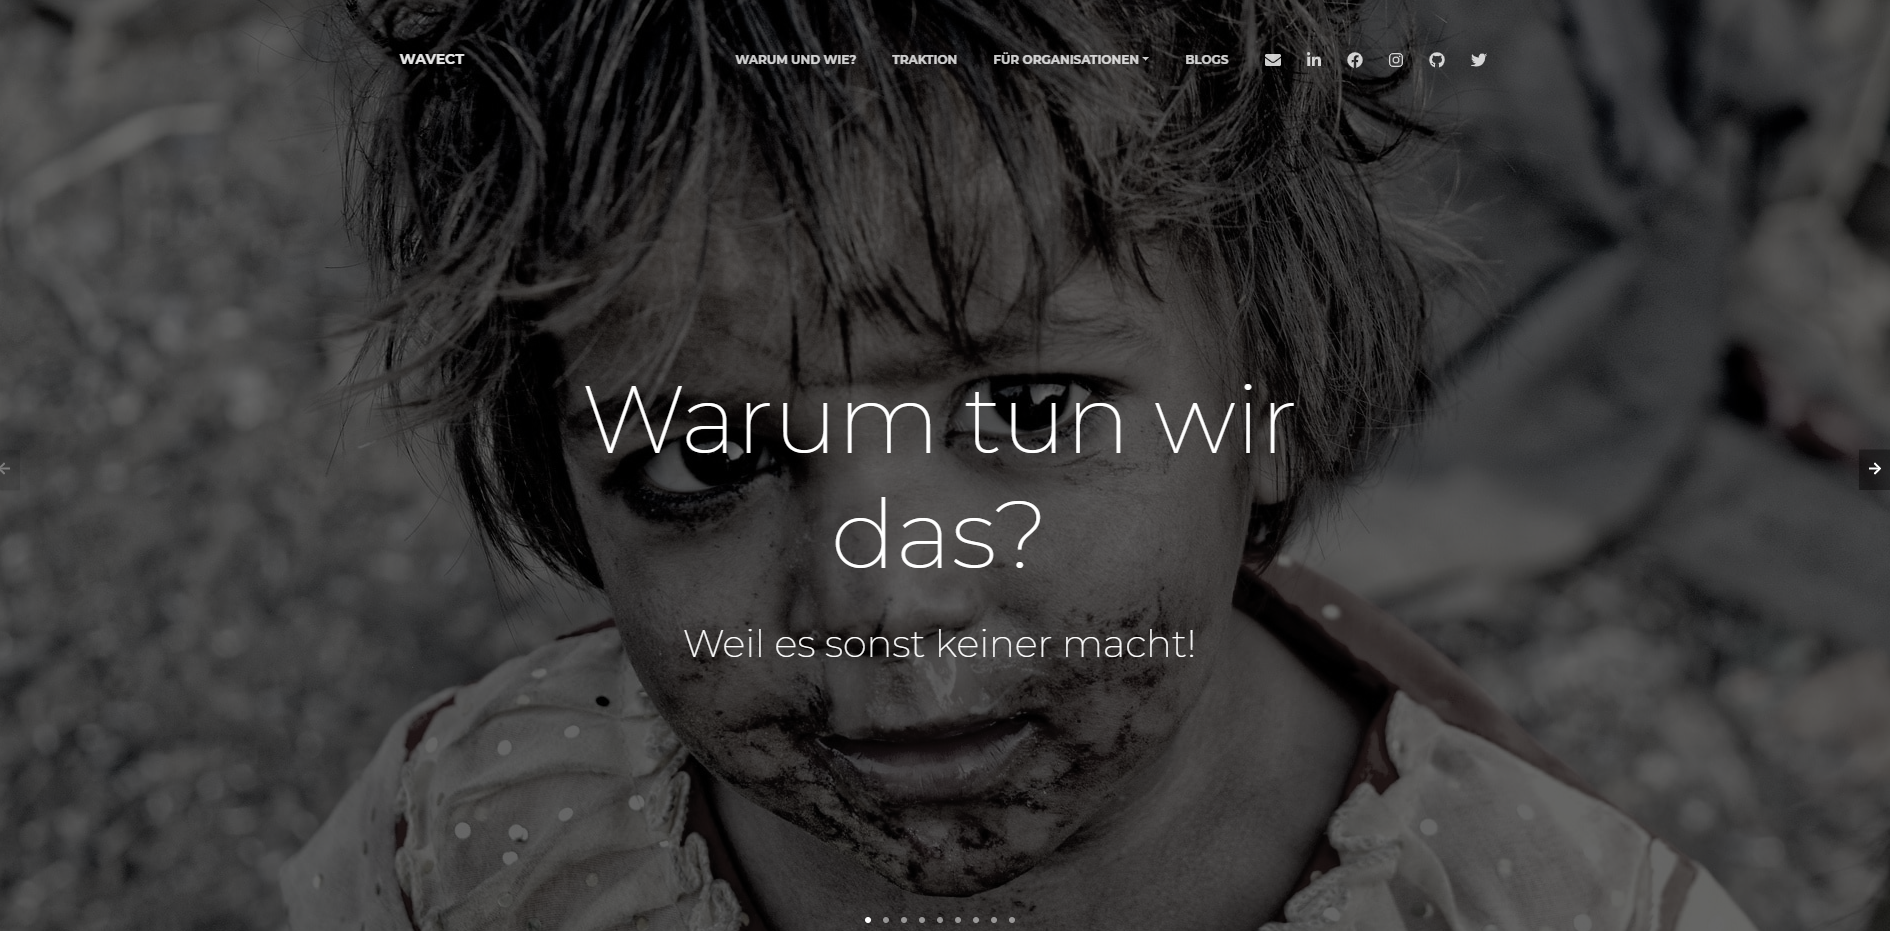 WAVECT
WARUM UND WIE?
TRAKTION
FÜR ORGANISATIONEN
BLOGS
Warum tun wir
das?
Weil es sonst keiner macht!